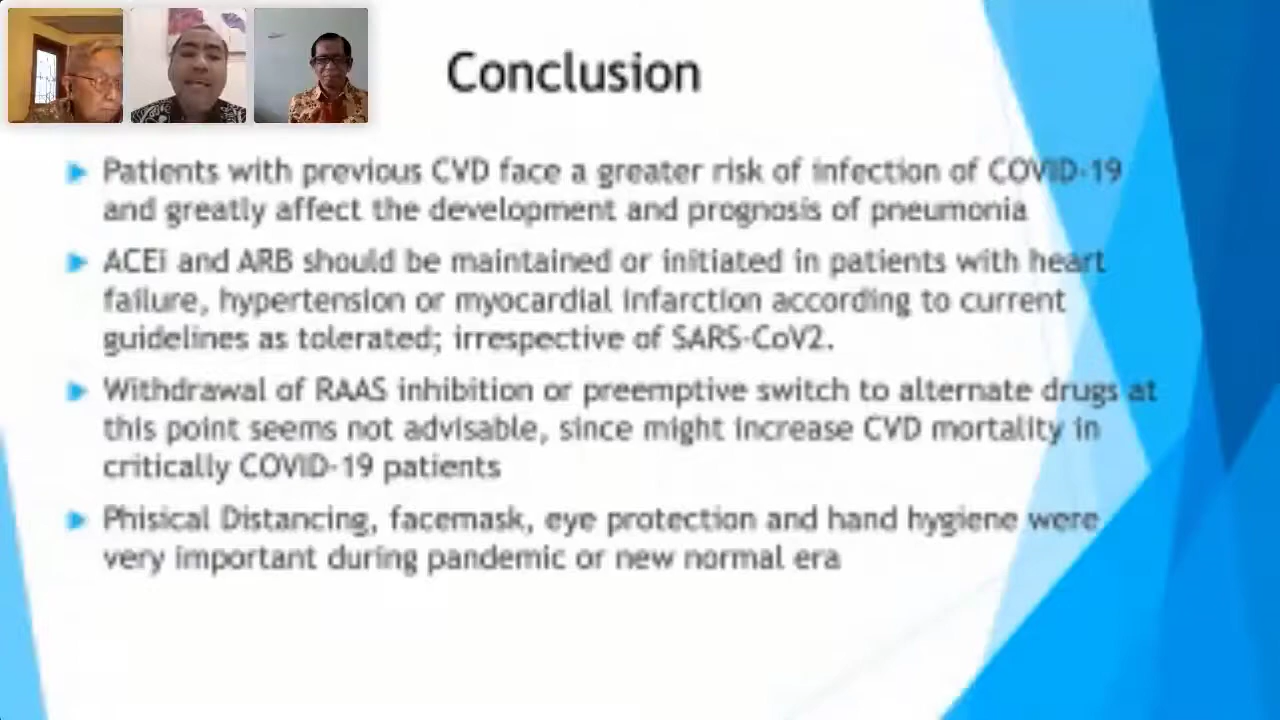 Conclusion
Patients with previous CVD face a greater risk of infection of COVID-19
and greatly affect the development and prognosis of pneumonia
ACEi and ARB should be maintained or initiated in patients with heart
failure, hypertension or myocardial infarction according to current
guidelines as tolerated; irrespective of SARS-CoV2.
Withdrawal of RAAS inhibition or preemptive switch to alternate drugs at
this point seems not advisable, since might increase CVD mortality in
critically COVID-19 patients
Phisical Distancing, facemask, eye protection and hand hygiene were
very important during pandemic or new normal era